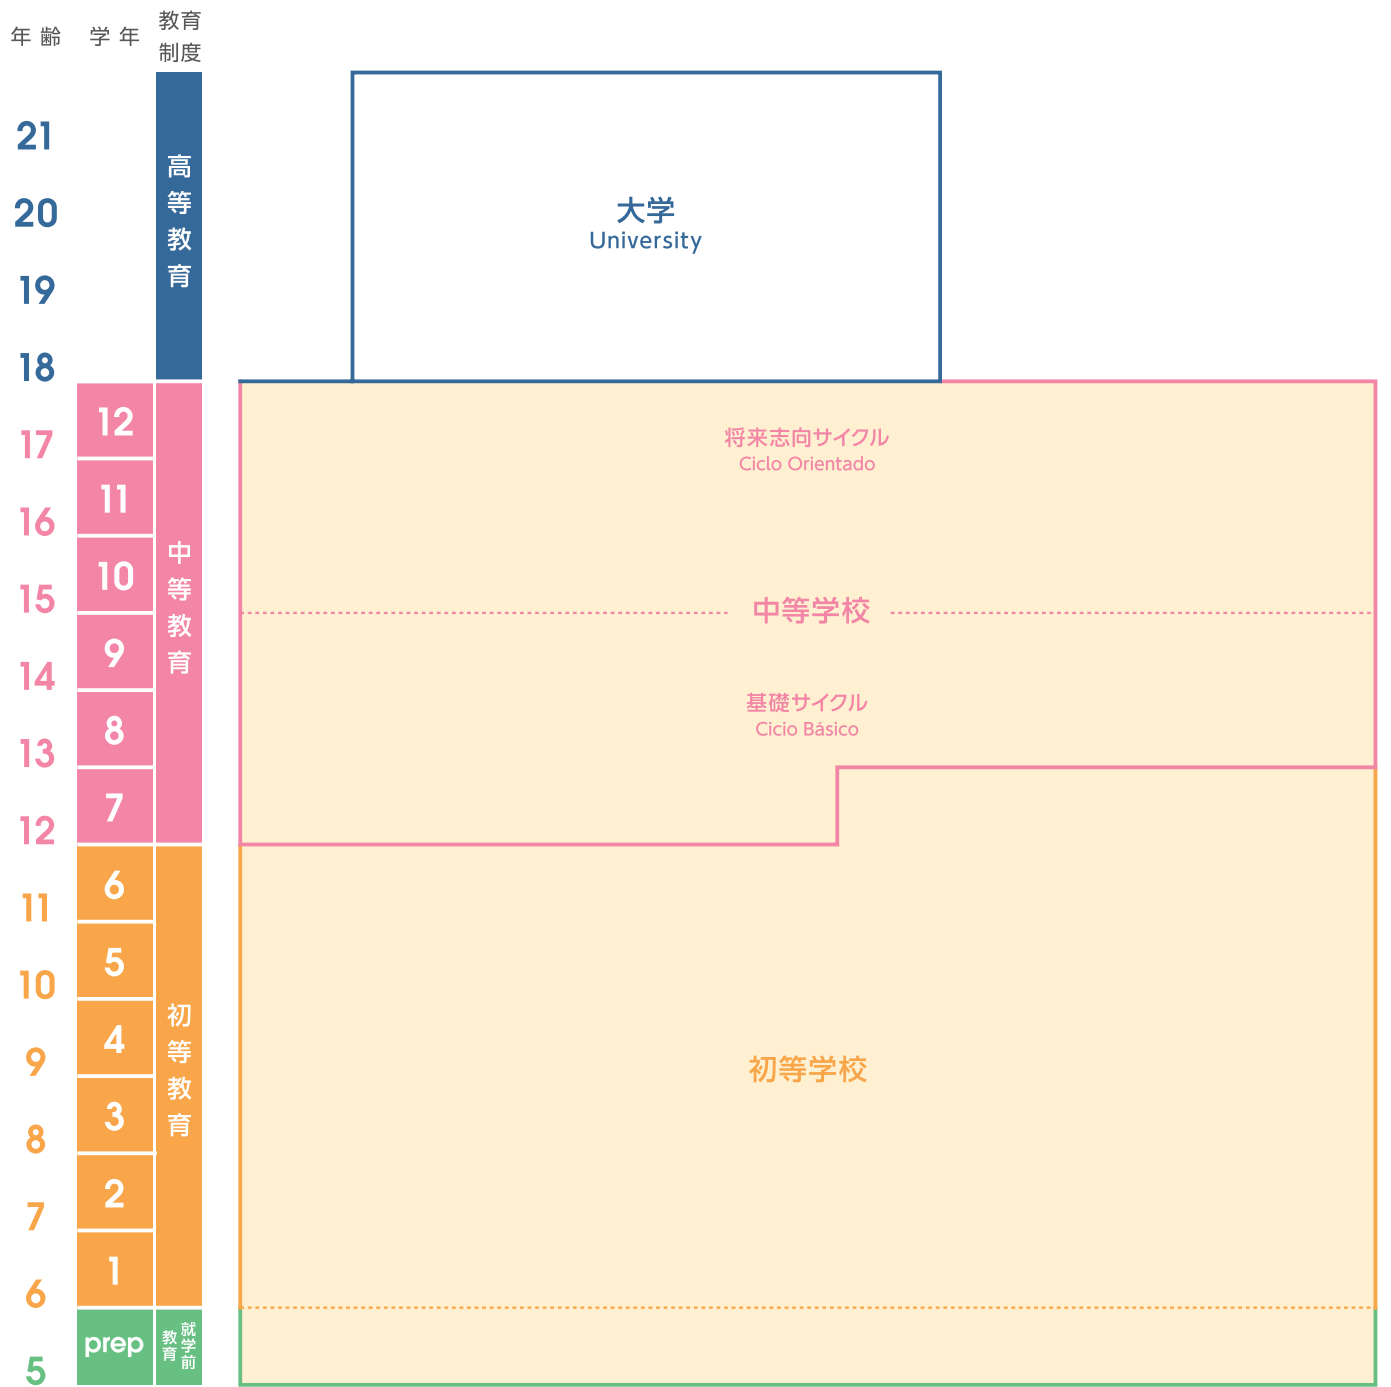 年齢 学年 教育
制度
21
20
19
18
高等教育
大学
University
12
11
10
9
8
7
17
16
15
14
13
12
中等教育
将来志向サイクル
Ciclo Orientado
中等学校
基礎サイクル
Cicio Básico
6
5
4
3
2
1
11
10
9
8
7
6
初等教育
初等学校
prep
就学前
教育
5